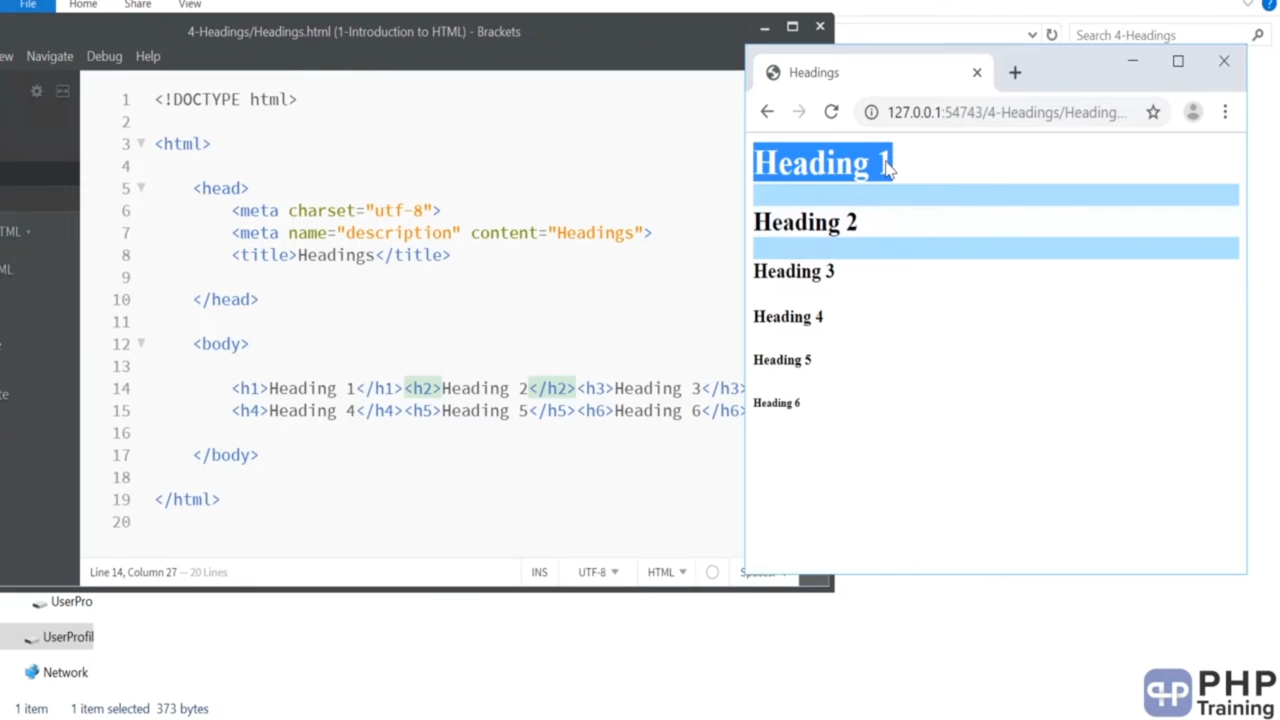 File Home Share View
4-Headings/Headings.html (1-Introduction to HTML) - Brackets
Search 4-Headings
ew Navigate Debug Help
TML
ML
1 <!DOCTYPE html>
2
3 <html>
4
5 <head>
6 <meta charset="utf-8">
7 <meta name="description" content="Headings">
8 <title>Headings</title>
9
10 </head>
11
12 <body>
13
14 <h1>Heading 1</h1><h2>Heading 2</h2><h3>Heading 3</h3
15 <h4>Heading 4</h4><h5>Heading 5</h5><h6>Heading 6</h6
16
17 </body>
18
19 </html>
20
Line 14, Column 27 — 20 Lines
INS UTF-8 HTML
Headings
127.0.0.1:54743/4-Headings/Heading...
Heading 1
Heading 2
Heading 3
Heading 4
Heading 5
Heading 6
UserPro
UserProfil
Network
1 item 1 item selected 373 bytes
PHP
Training